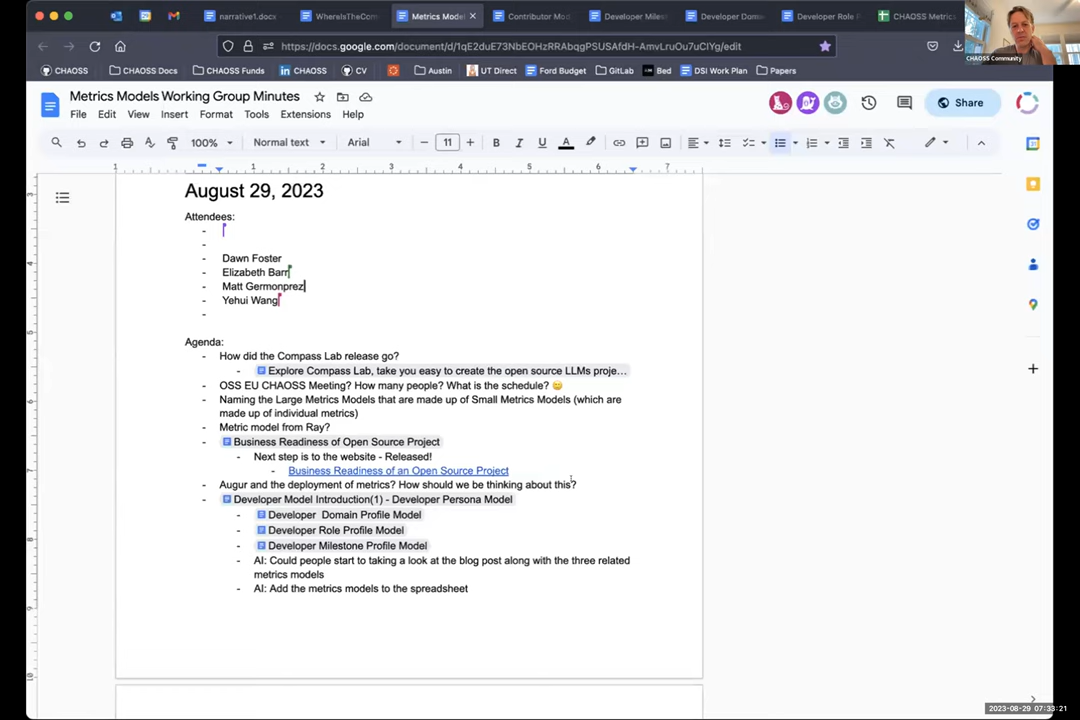 narrative1.docx
WhereIsTheCom
Metrics Model
Contributor Mod
Developer Miles
Developer Dom
Developer Role P
CHAOSS Metrics
https://docs.google.com/document/d/1qE2duE73NbEOHzRRAbqgPSUSAfdH-AmvLruOu7uCIYg/edit
CHAOSS Community
CHAOSS
CHAOSS Docs
CHAOSS Funds
CHAOSS
CV
Austin
UT Direct
Ford Budget
GitLab
Bed
DSI Work Plan
Papers
Metrics Models Working Group Minutes
File Edit View Insert Format Tools Extensions Help
Share
100% Normal text Arial 11
1 1 2 3 4 5 6 7
August 29, 2023
Attendees:
-
-
- Dawn Foster
- Elizabeth Barr
- Matt Germonprez
- Yehui Wang
-
Agenda:
- How did the Compass Lab release go?
- Explore Compass Lab, take you easy to create the open source LLMs proje...
- OSS EU CHAOSS Meeting? How many people? What is the schedule? 😀
- Naming the Large Metrics Models that are made up of Small Metrics Models (which are
made up of individual metrics)
- Metric model from Ray?
- Business Readiness of Open Source Project
- Next step is to the website - Released!
- Business Readiness of an Open Source Project
- Augur and the deployment of metrics? How should we be thinking about this?
- Developer Model Introduction(1) - Developer Persona Model
- Developer Domain Profile Model
- Developer Role Profile Model
- Developer Milestone Profile Model
- AI: Could people start to taking a look at the blog post along with the three related
metrics models
- AI: Add the metrics models to the spreadsheet
2023-08-29 07:33:21